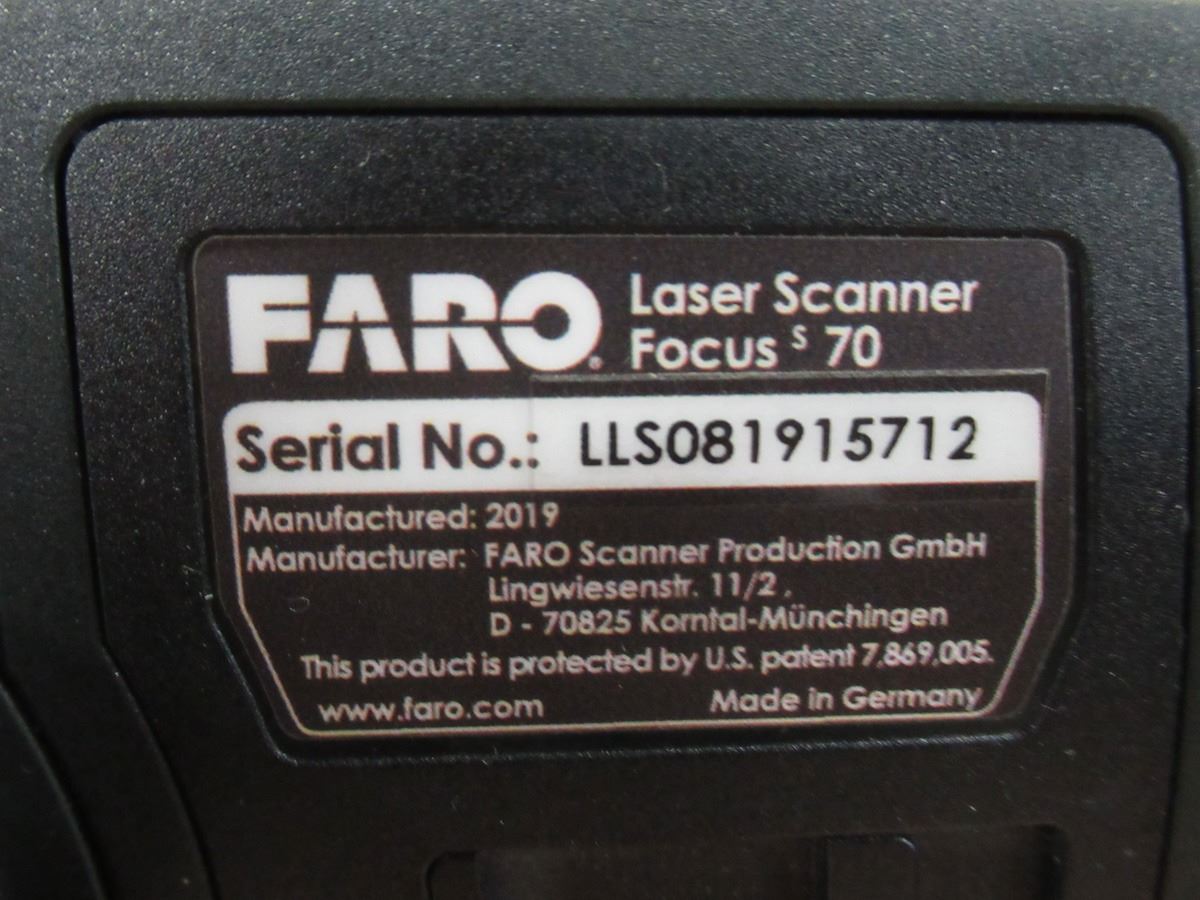 FARO® Laser Scanner
Focus S 70
Serial No.: LLS081915712
Manufactured: 2019
Manufacturer: FARO Scanner Production GmbH
Lingwiesenstr. 11/2,
D - 70825 Korntal-Münchingen
This product is protected by U.S. patent 7,869,005.
www.faro.com Made in Germany